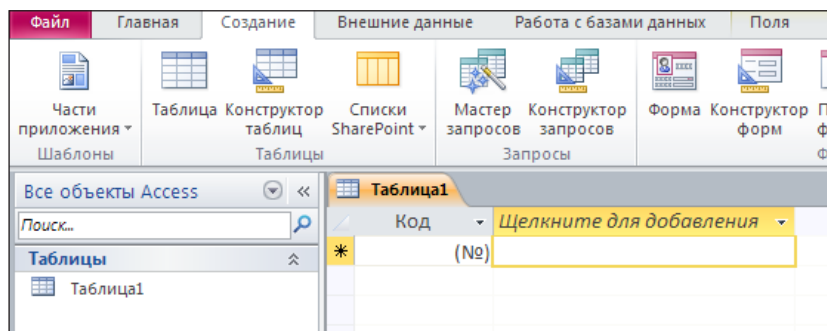 Файл Главная Создание Внешние данные Работа с базами данных Поля
Части приложения
Таблица
Конструктор таблиц
Списки SharePoint
Мастер запросов
Конструктор запросов
Форма
Конструктор форм
Шаблоны Таблицы Запросы
Все объекты Access
Таблица1
Поиск...
Код Щелкните для добавления
(№)
Таблицы
Таблица1